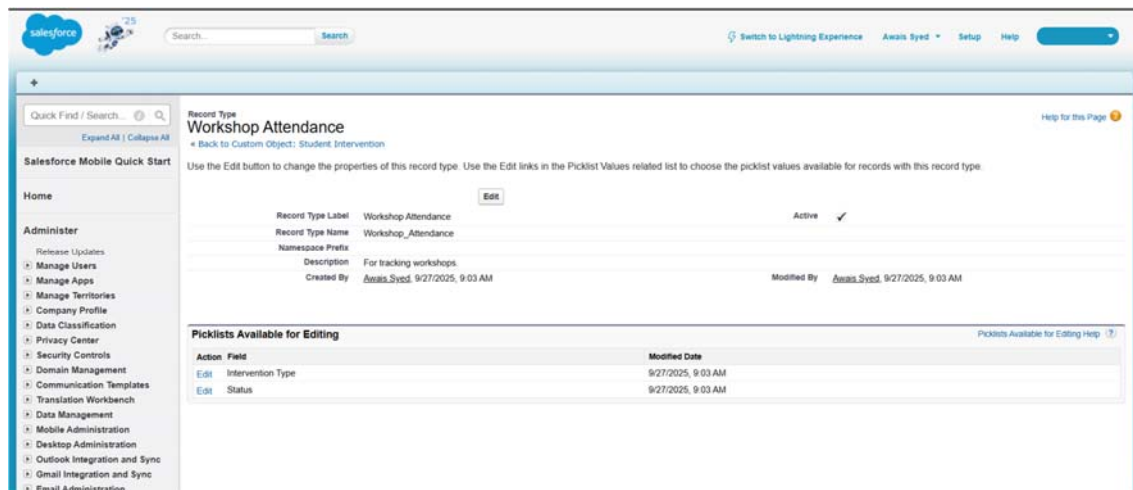 salesforce
'25
Search...
Search
Switch to Lightning Experience
Awais Syed
Setup
Help
+
Quick Find / Search...
Expand All | Collapse All
Salesforce Mobile Quick Start
Home
Administer
Release Updates
Manage Users
Manage Apps
Manage Territories
Company Profile
Data Classification
Privacy Center
Security Controls
Domain Management
Communication Templates
Translation Workbench
Data Management
Mobile Administration
Desktop Administration
Outlook Integration and Sync
Gmail Integration and Sync
Email Administration
Record Type
Workshop Attendance
« Back to Custom Object: Student Intervention
Help for this Page ?
Use the Edit button to change the properties of this record type. Use the Edit links in the Picklist Values related list to choose the picklist values available for records with this record type.
Edit
Record Type Label Workshop Attendance Active ✓
Record Type Name Workshop_Attendance
Namespace Prefix
Description For tracking workshops.
Created By Awais Syed, 9/27/2025, 9:03 AM Modified By Awais Syed, 9/27/2025, 9:03 AM
Picklists Available for Editing Picklists Available for Editing Help ?
Action Field Modified Date
Edit Intervention Type 9/27/2025, 9:03 AM
Edit Status 9/27/2025, 9:03 AM